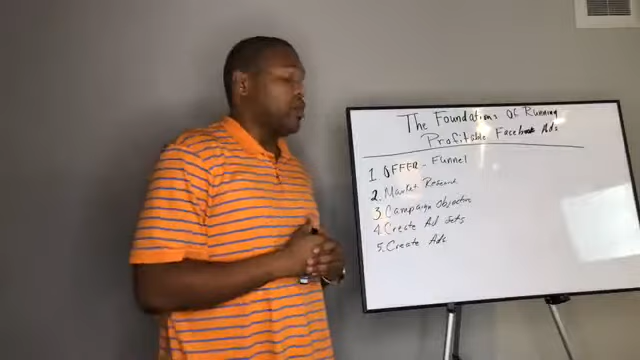 The Foundations Of Running
Profitable Facebook Ads
1. OFFER - Funnel
2. Market Research
3. Campaign Objective
4. Create Ad Sets
5. Create Ads